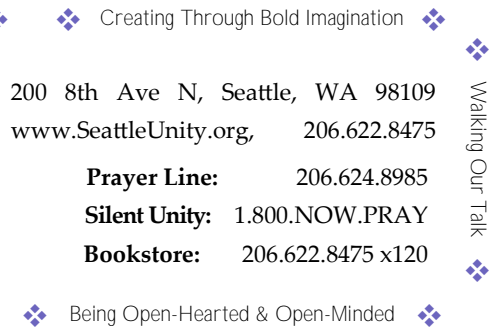 Creating Through Bold Imagination
200 8th Ave N, Seattle, WA 98109
www.SeattleUnity.org, 206.622.8475
Prayer Line: 206.624.8985
Silent Unity: 1.800.NOW.PRAY
Bookstore: 206.622.8475 x120
Walking Our Talk
Being Open-Hearted & Open-Minded